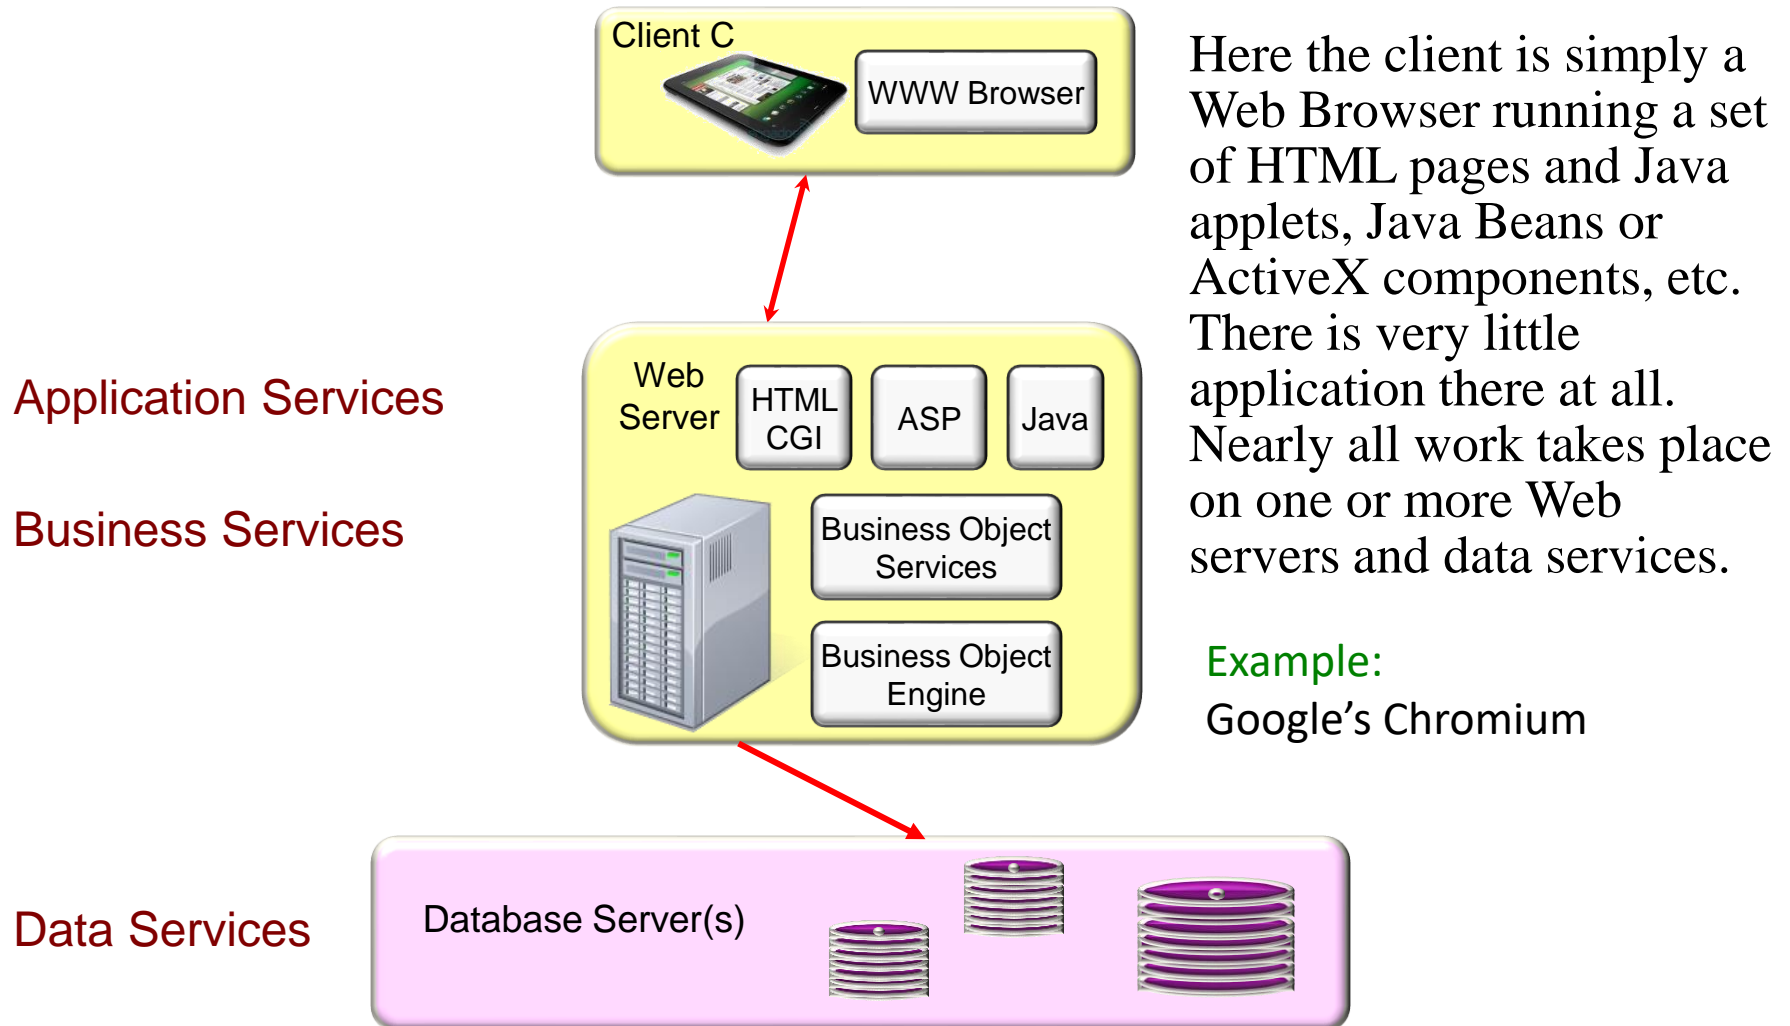 Client C
WWW Browser
Here the client is simply a
Web Browser running a set
of HTML pages and Java
applets, Java Beans or
ActiveX components, etc.
There is very little
application there at all.
Nearly all work takes place
on one or more Web
servers and data services.
Example:
Google’s Chromium
Application Services
Web
Server
HTML
CGI
ASP
Java
Business Services
Business Object
Services
Business Object
Engine
Data Services
Database Server(s)